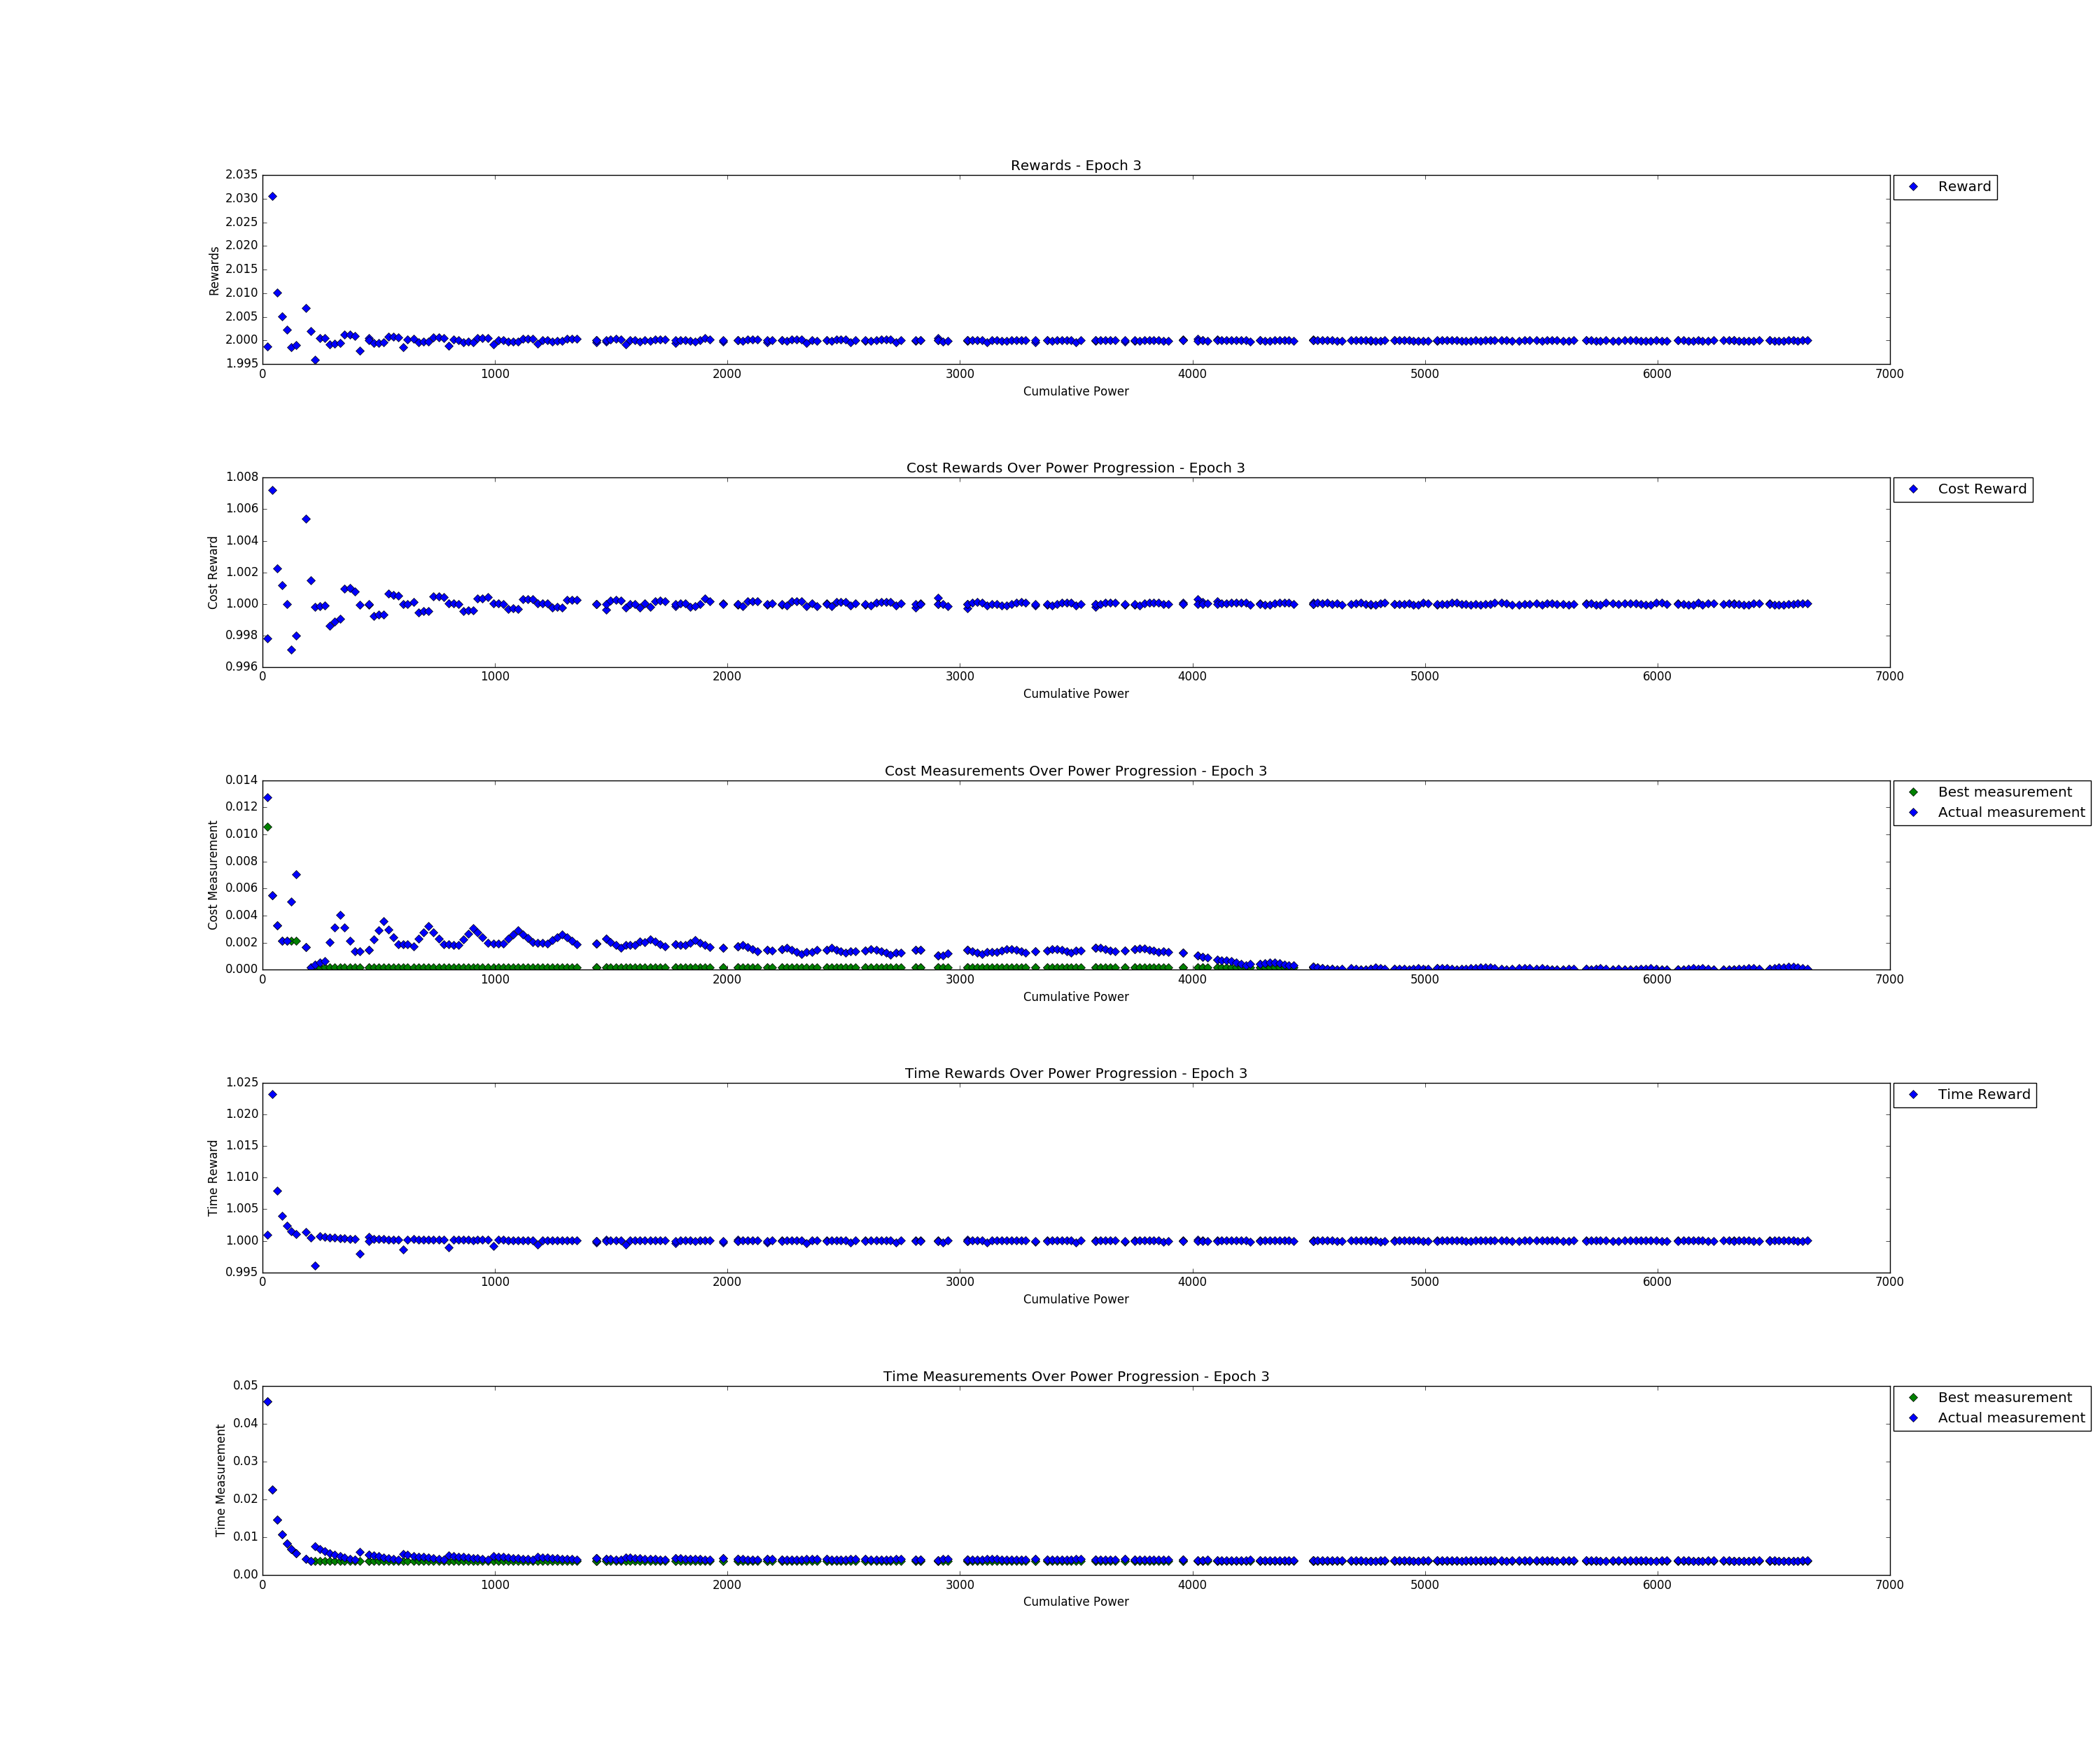 Rewards - Epoch 3
2.035
2.030
2.025
2.020
2.015
2.010
2.005
2.000
1.995
Rewards
0 1000 2000 3000 4000 5000 6000 7000
Cumulative Power
Reward
Cost Rewards Over Power Progression - Epoch 3
1.008
1.006
1.004
1.002
1.000
0.998
0.996
Cost Reward
0 1000 2000 3000 4000 5000 6000 7000
Cumulative Power
Cost Reward
Cost Measurements Over Power Progression - Epoch 3
0.014
0.012
0.010
0.008
0.006
0.004
0.002
0.000
Cost Measurement
0 1000 2000 3000 4000 5000 6000 7000
Cumulative Power
Best measurement
Actual measurement
Time Rewards Over Power Progression - Epoch 3
1.025
1.020
1.015
1.010
1.005
1.000
0.995
Time Reward
0 1000 2000 3000 4000 5000 6000 7000
Cumulative Power
Time Reward
Time Measurements Over Power Progression - Epoch 3
0.05
0.04
0.03
0.02
0.01
0.00
Time Measurement
0 1000 2000 3000 4000 5000 6000 7000
Cumulative Power
Best measurement
Actual measurement